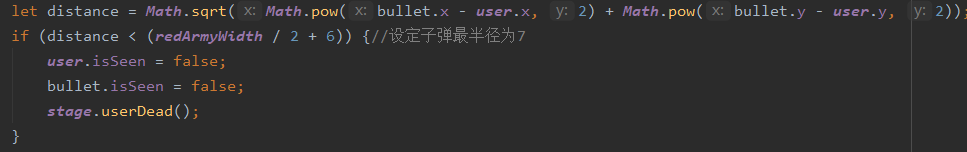 let distance = Math.sqrt( x: Math.pow( x: bullet.x - user.x, y: 2) + Math.pow( x: bullet.y - user.y, y: 2));
if (distance < (redArmyWidth / 2 + 6)) {//设定子弹最半径为7
    user.isSeen = false;
    bullet.isSeen = false;
    stage.userDead();
}